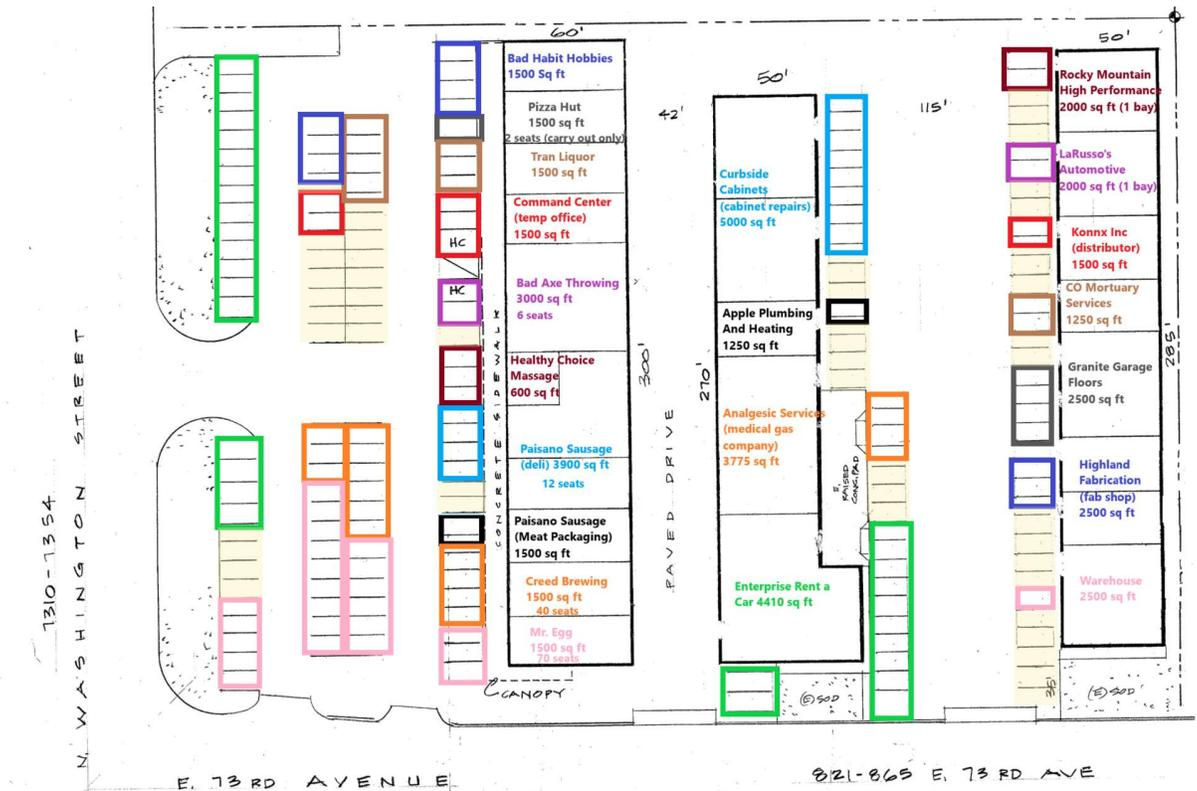 60'
50'
Bad Habit Hobbies
1500 Sq ft
Pizza Hut
1500 sq ft
2 seats (carry out only)
Tran Liquor
1500 sq ft
Command Center
(temp office)
1500 sq ft
HC
HC
Bad Axe Throwing
3000 sq ft
6 seats
Healthy Choice
Massage
600 sq ft
Paisano Sausage
(deli) 3900 sq ft
12 seats
Paisano Sausage
(Meat Packaging)
1500 sq ft
Creed Brewing
1500 sq ft
40 seats
Mr. Egg
1500 sq ft
70 seats
CANOPY
CONCRETE SIDEWALK
300'
42'
PAVED DRIVE
50'
270'
Curbside
Cabinets
(cabinet repairs)
5000 sq ft
Apple Plumbing
And Heating
1250 sq ft
Analgesic Services
(medical gas
company)
3775 sq ft
Enterprise Rent a
Car 4410 sq ft
E.
RAISED
CONC. PAD
(E) SOD
115'
Rocky Mountain
High Performance
2000 sq ft (1 bay)
LaRusso's
Automotive
2000 sq ft (1 bay)
Konnx Inc
(distributor)
1500 sq ft
CO Mortuary
Services
1250 sq ft
Granite Garage
Floors
2500 sq ft
Highland
Fabrication
(fab shop)
2500 sq ft
Warehouse
2500 sq ft
285'
(E) SOD
7310-7354
N. WASHINGTON STREET
E. 73RD AVENUE
821-865 E. 73RD AVE